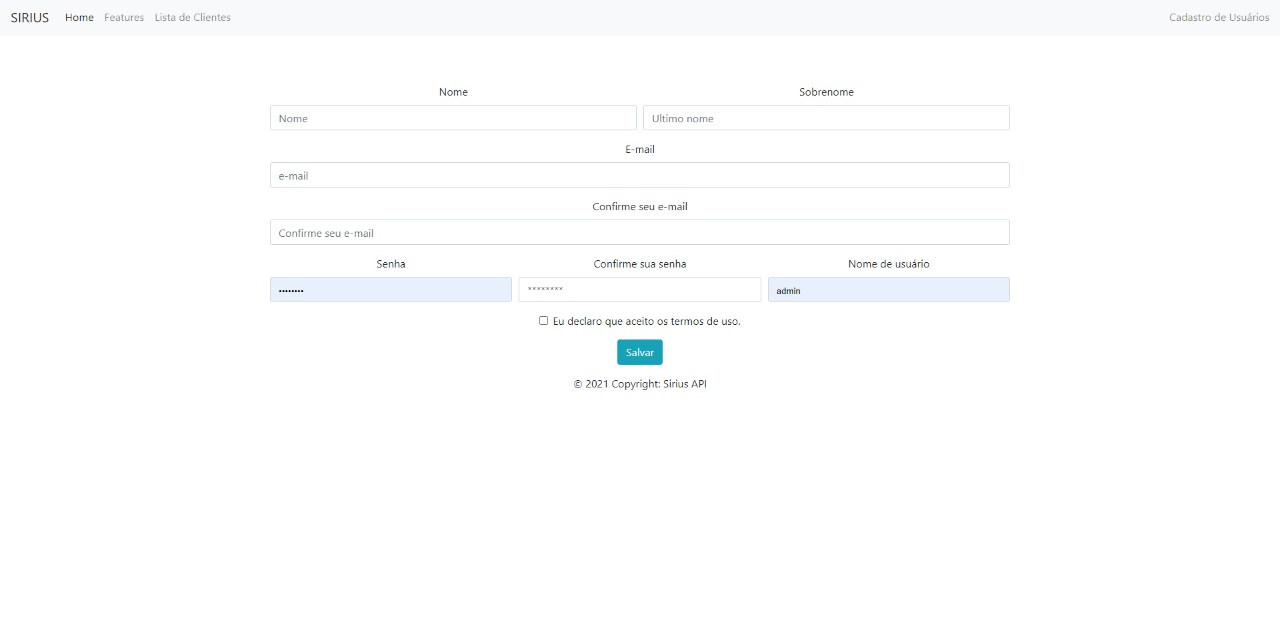 SIRIUS Home Features Lista de Clientes Cadastro de Usuários
Nome Sobrenome
Nome Ultimo nome
E-mail
e-mail
Confirme seu e-mail
Confirme seu e-mail
Senha Confirme sua senha Nome de usuário
•••••••• ******** admin
Eu declaro que aceito os termos de uso.
Salvar
© 2021 Copyright: Sirius API